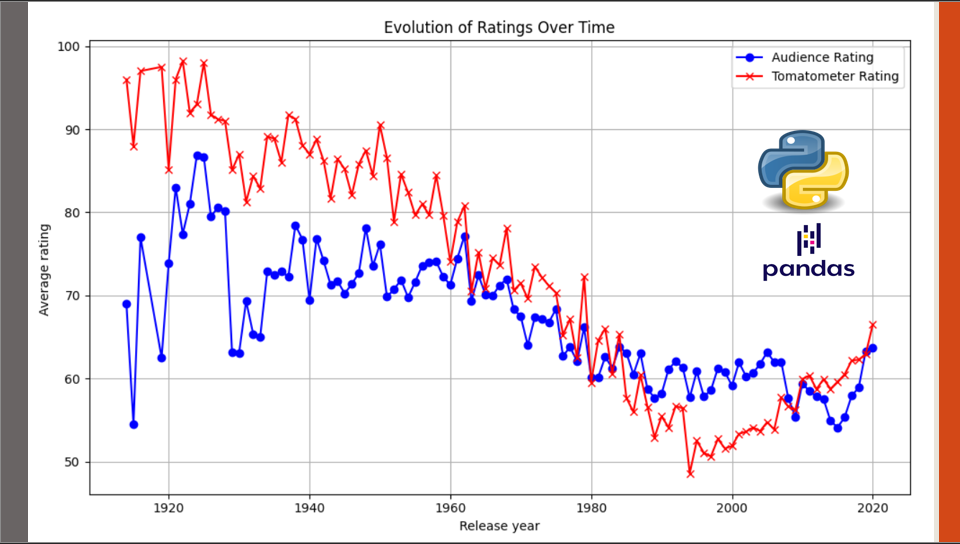 Evolution of Ratings Over Time
Audience Rating
Tomatometer Rating
100
90
80
70
60
50
Average rating
pandas
1920
1940
1960
1980
2000
2020
Release year